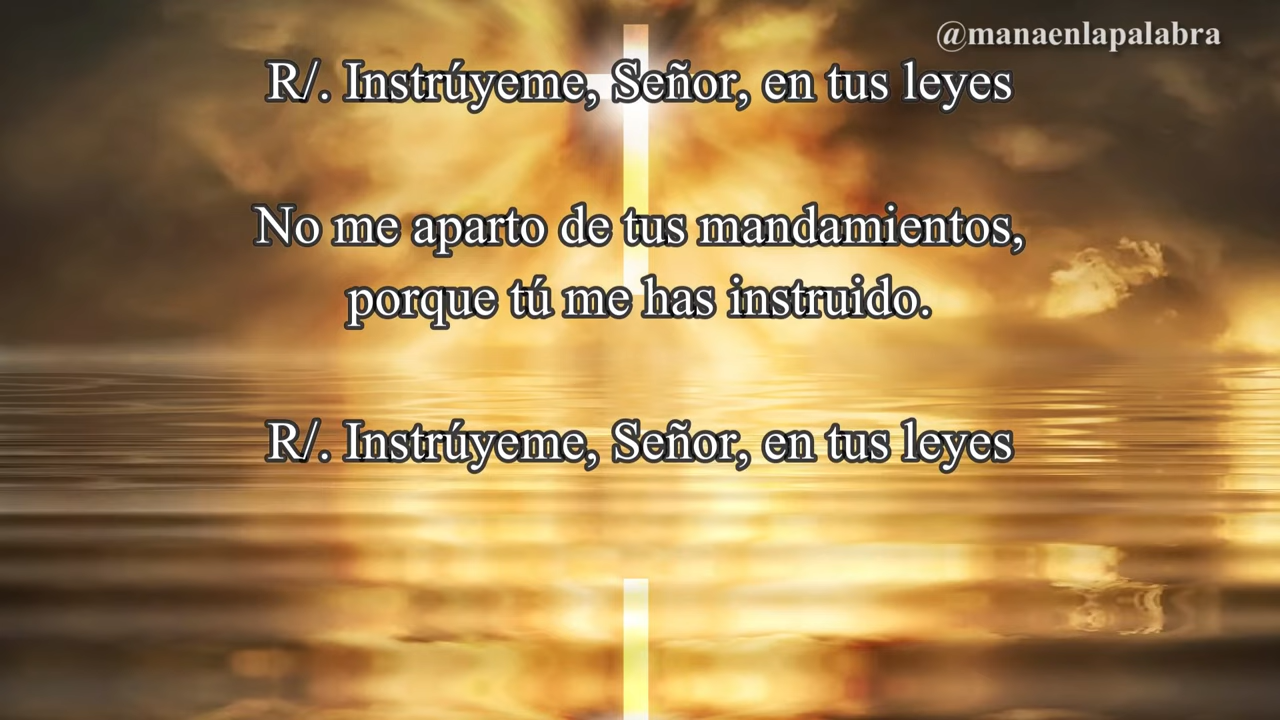 @manaenlapalabra
R/. Instrúyeme, Señor, en tus leyes
No me aparto de tus mandamientos,
porque tú me has instruido.
R/. Instrúyeme, Señor, en tus leyes